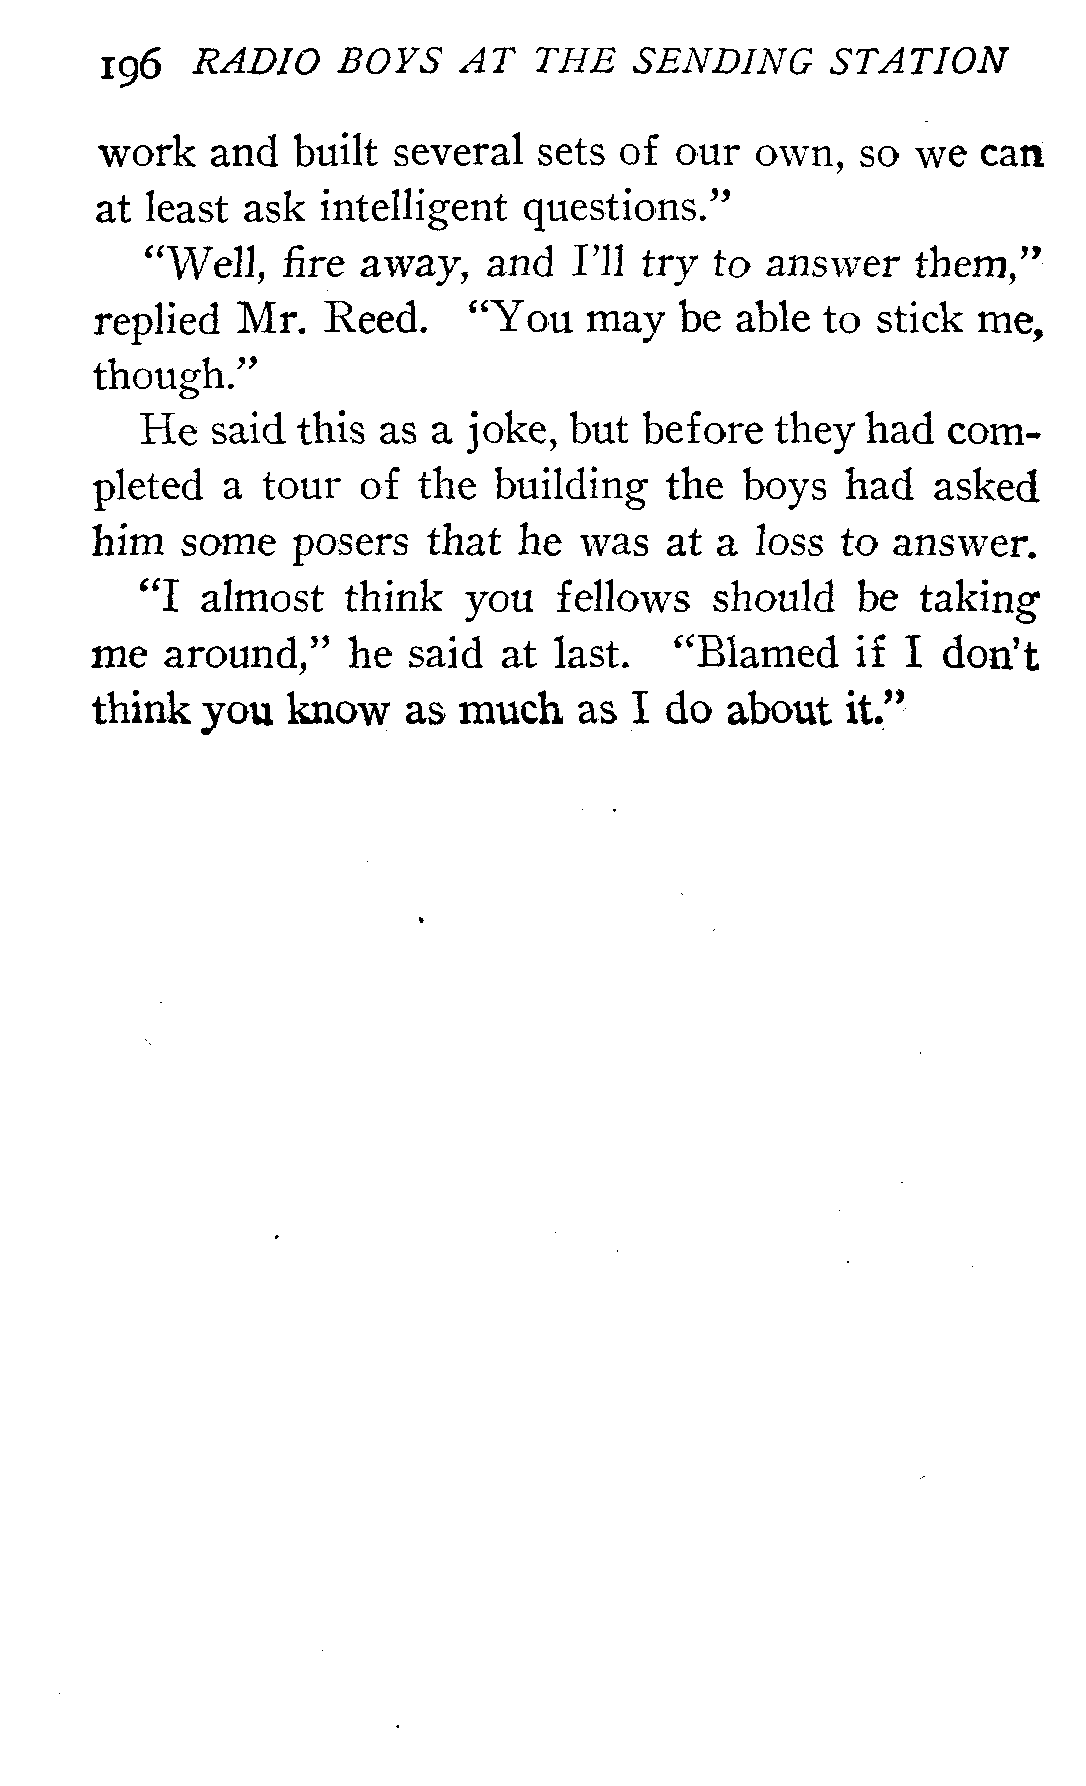 196 RADIO BOYS AT THE SENDING STATION
work and built several sets of our own, so we can
at least ask intelligent questions.”
“Well, fire away, and I’ll try to answer them,”
replied Mr. Reed. “You may be able to stick me,
though.”
He said this as a joke, but before they had com-
pleted a tour of the building the boys had asked
him some posers that he was at a loss to answer.
“I almost think you fellows should be taking
me around,” he said at last. “Blamed if I don’t
think you know as much as I do about it.”